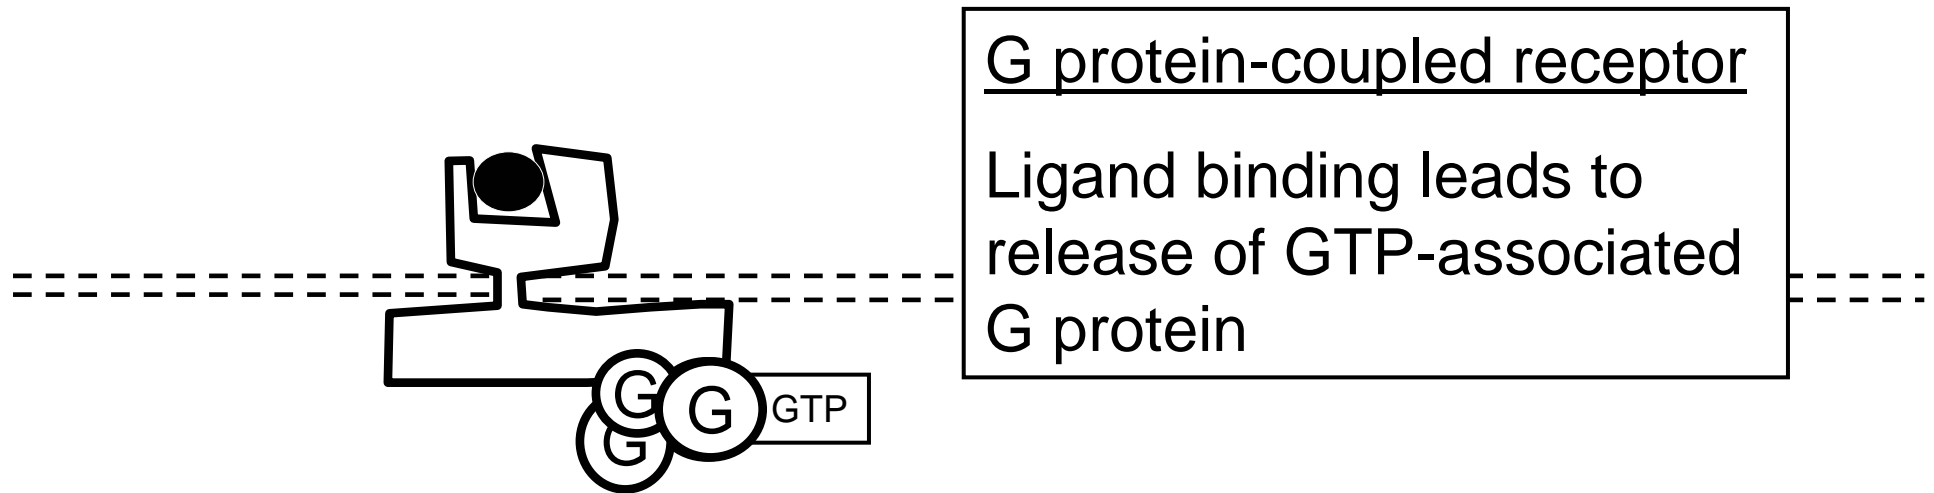 G protein-coupled receptor
Ligand binding leads to
release of GTP-associated
G protein
G
G
GTP
G